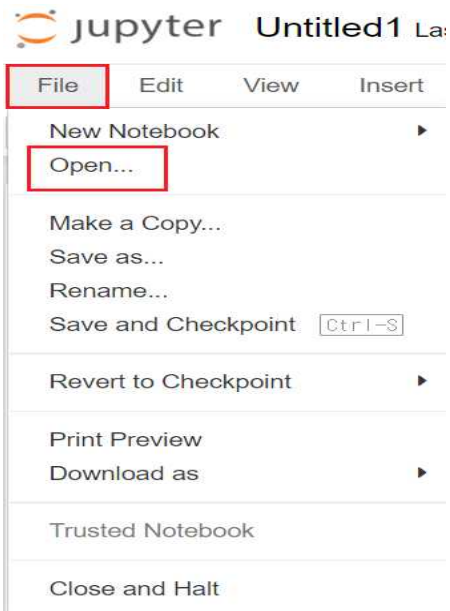 jupyter Untitled1 Las
File Edit View Insert
New Notebook
Open...
Make a Copy...
Save as...
Rename...
Save and Checkpoint Ctrl-S
Revert to Checkpoint
Print Preview
Download as
Trusted Notebook
Close and Halt